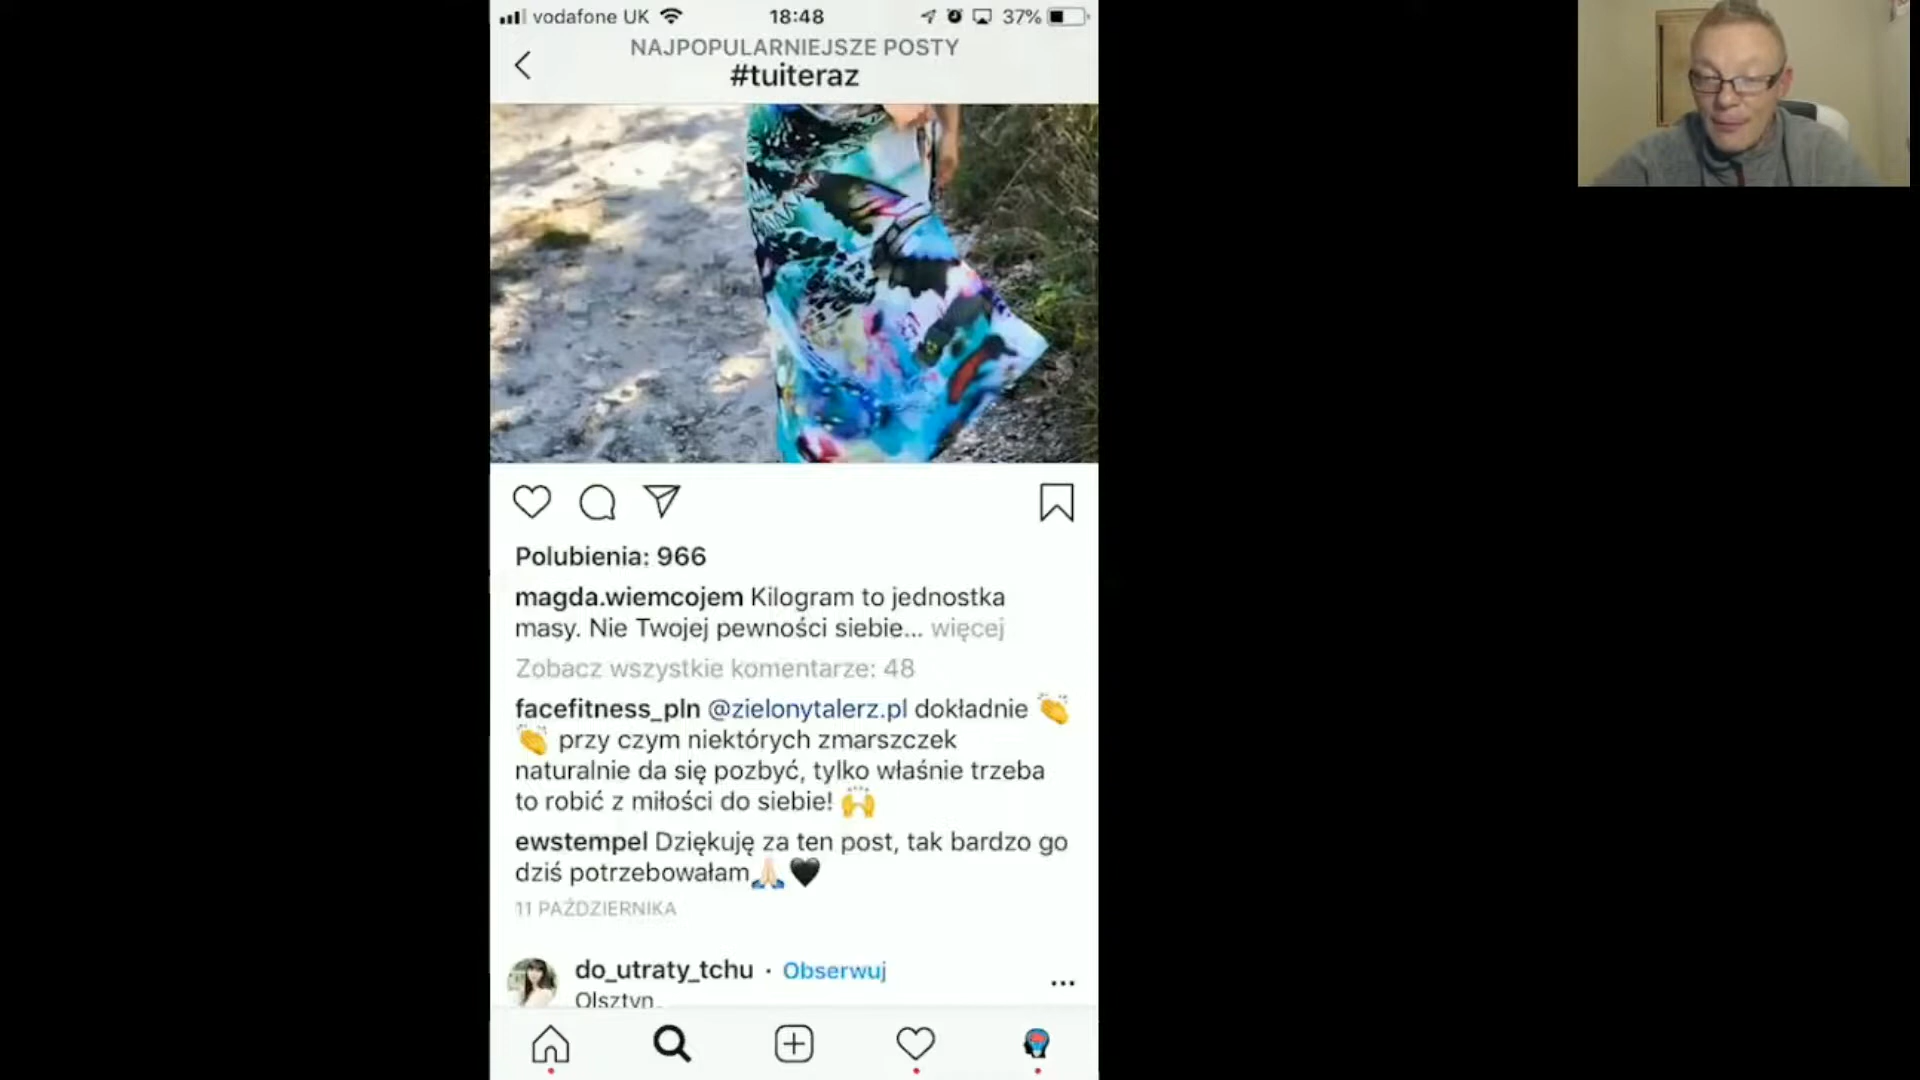 vodafone UK 18:48 37%
NAJPOPULARNIEJSZE POSTY
#tuiteraz
Polubienia: 966
magda.wiemcojem Kilogram to jednostka
masy. Nie Twojej pewności siebie... więcej
Zobacz wszystkie komentarze: 48
facefitness_pln @zielonytalerz.pl dokładnie 👏
👏 przy czym niektórych zmarszczek
naturalnie da się pozbyć, tylko właśnie trzeba
to robić z miłości do siebie! 🙌
ewstempel Dziękuję za ten post, tak bardzo go
dziś potrzebowałam🙏🏻🖤
11 PAŹDZIERNIKA
do_utraty_tchu · Obserwuj
Olsztyn